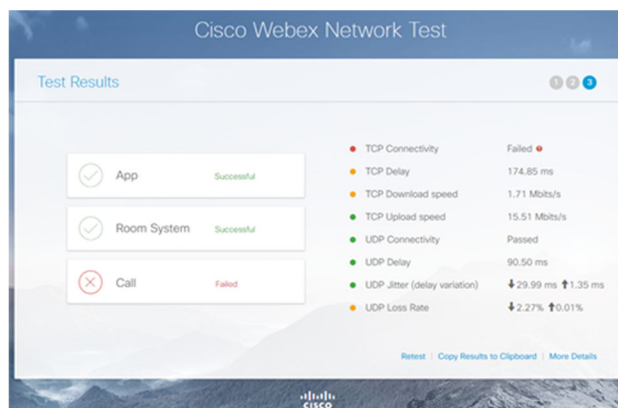 Cisco Webex Network Test
Test Results
1 2 3
App Successful
Room System Successful
Call Failed
TCP Connectivity Failed
TCP Delay 174.85 ms
TCP Download speed 1.71 Mbits/s
TCP Upload speed 15.51 Mbits/s
UDP Connectivity Passed
UDP Delay 90.50 ms
UDP Jitter (delay variation) ↓29.99 ms ↑1.35 ms
UDP Loss Rate ↓2.27% ↑0.01%
Retest | Copy Results to Clipboard | More Details
CISCO